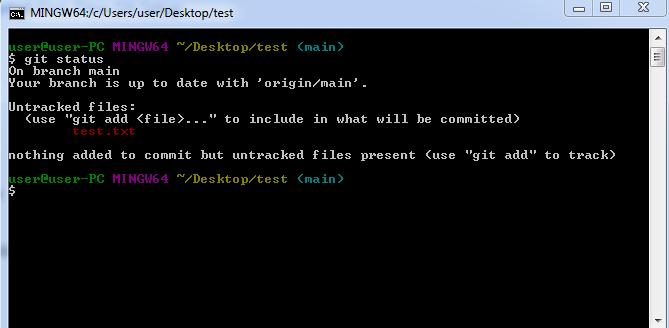 MINGW64:/c/Users/user/Desktop/test
user@user-PC MINGW64 ~/Desktop/test (main)
$ git status
On branch main
Your branch is up to date with 'origin/main'.
Untracked files:
(use "git add <file>..." to include in what will be committed)
test.txt
nothing added to commit but untracked files present (use "git add" to track)
user@user-PC MINGW64 ~/Desktop/test (main)
$